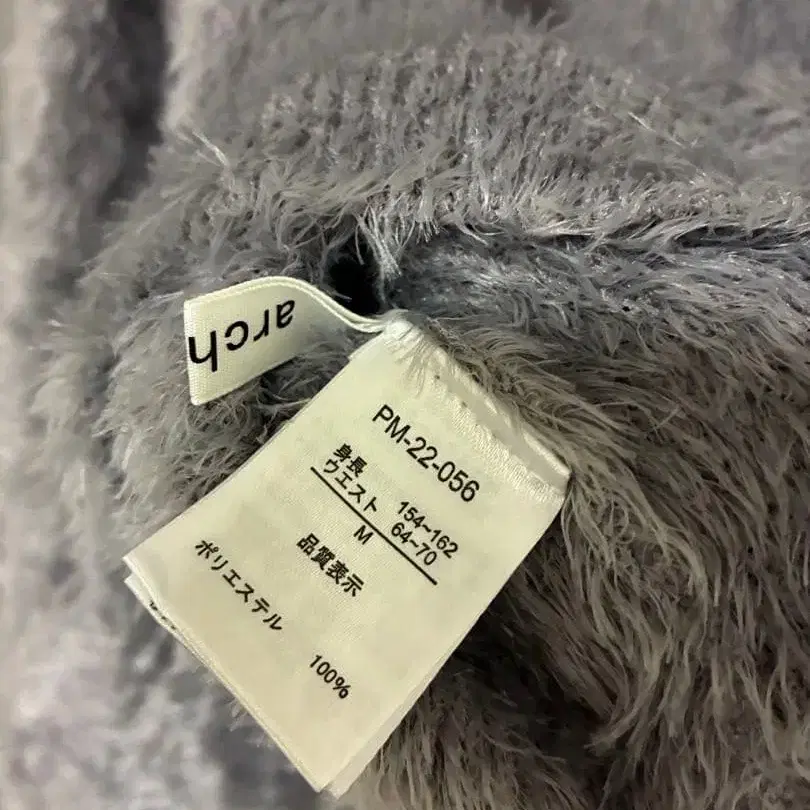 arch
PM-22-056
身長 154~162
ウエスト 64~70
M
品質表示
ポリエステル 100%